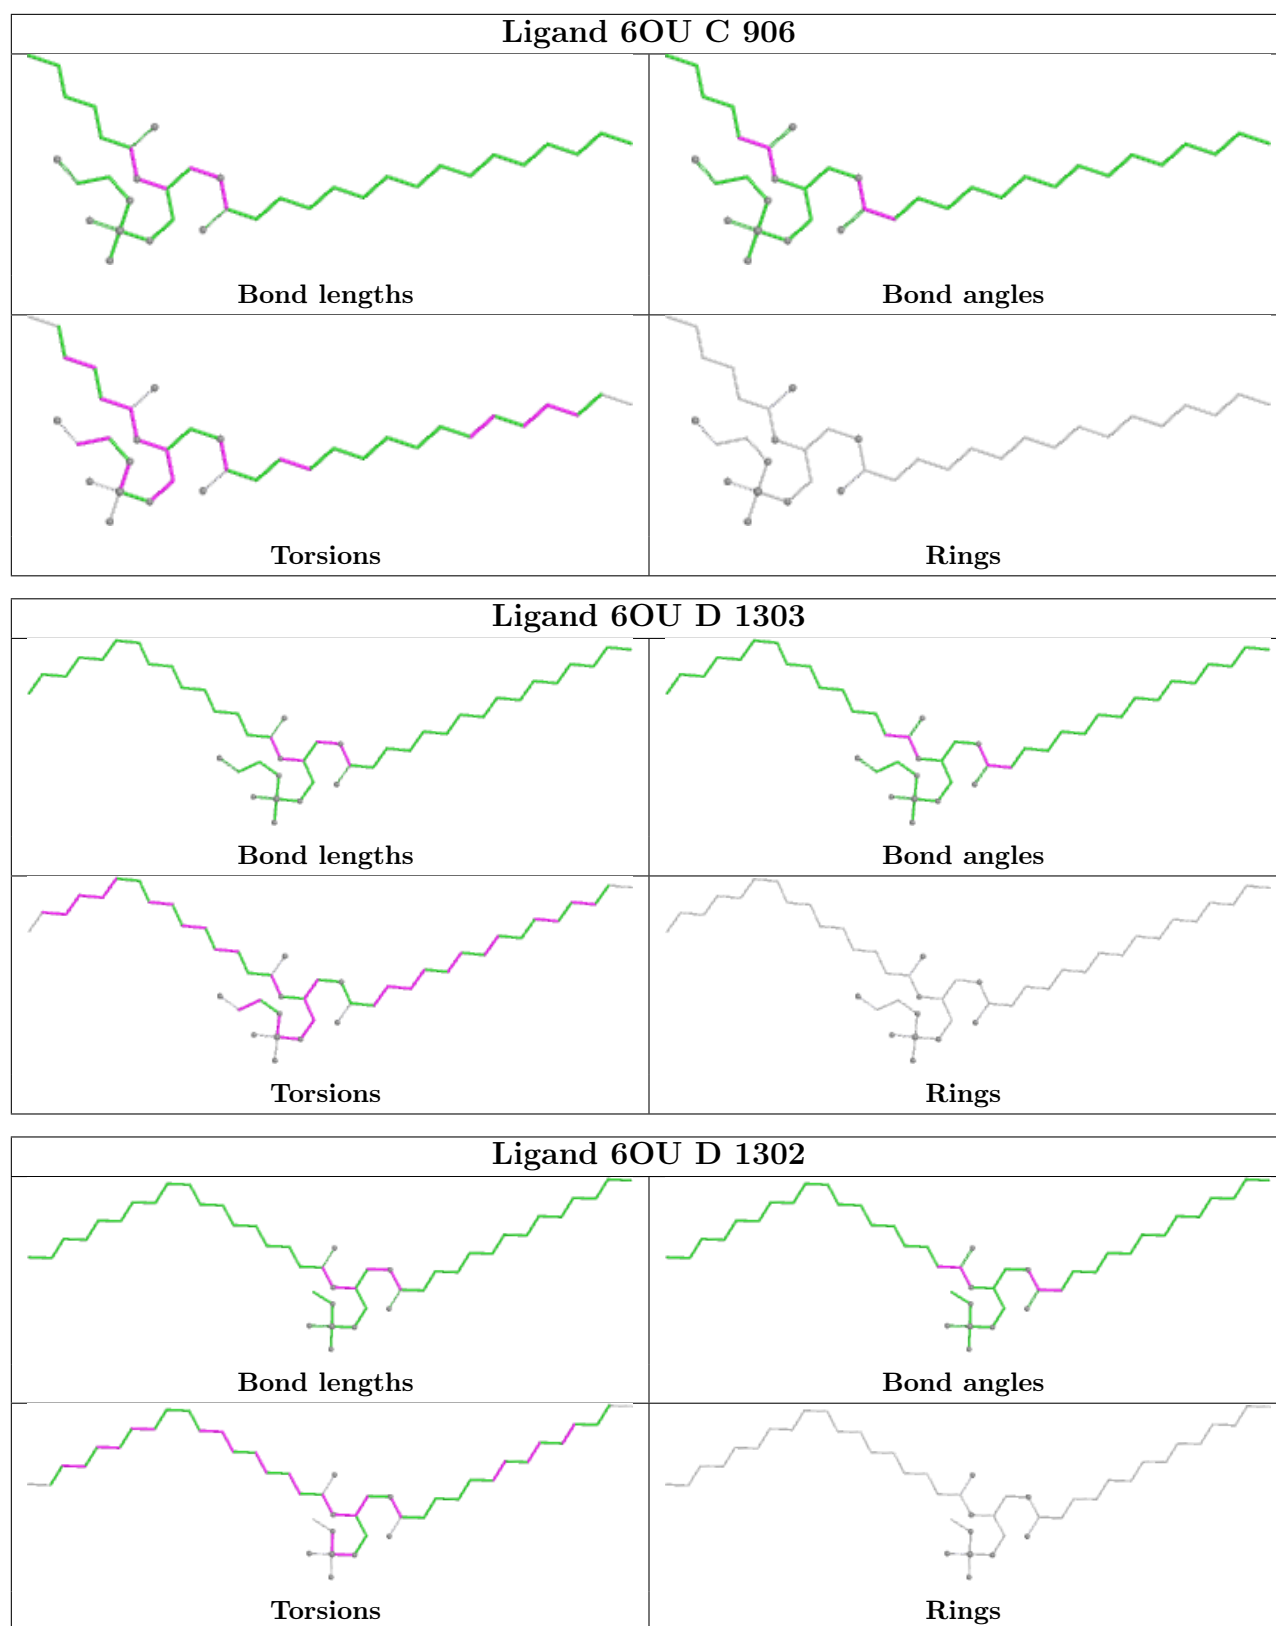 Ligand 6OU C 906
Bond lengths
Bond angles
Torsions
Rings
Ligand 6OU D 1303
Bond lengths
Bond angles
Torsions
Rings
Ligand 6OU D 1302
Bond lengths
Bond angles
Torsions
Rings